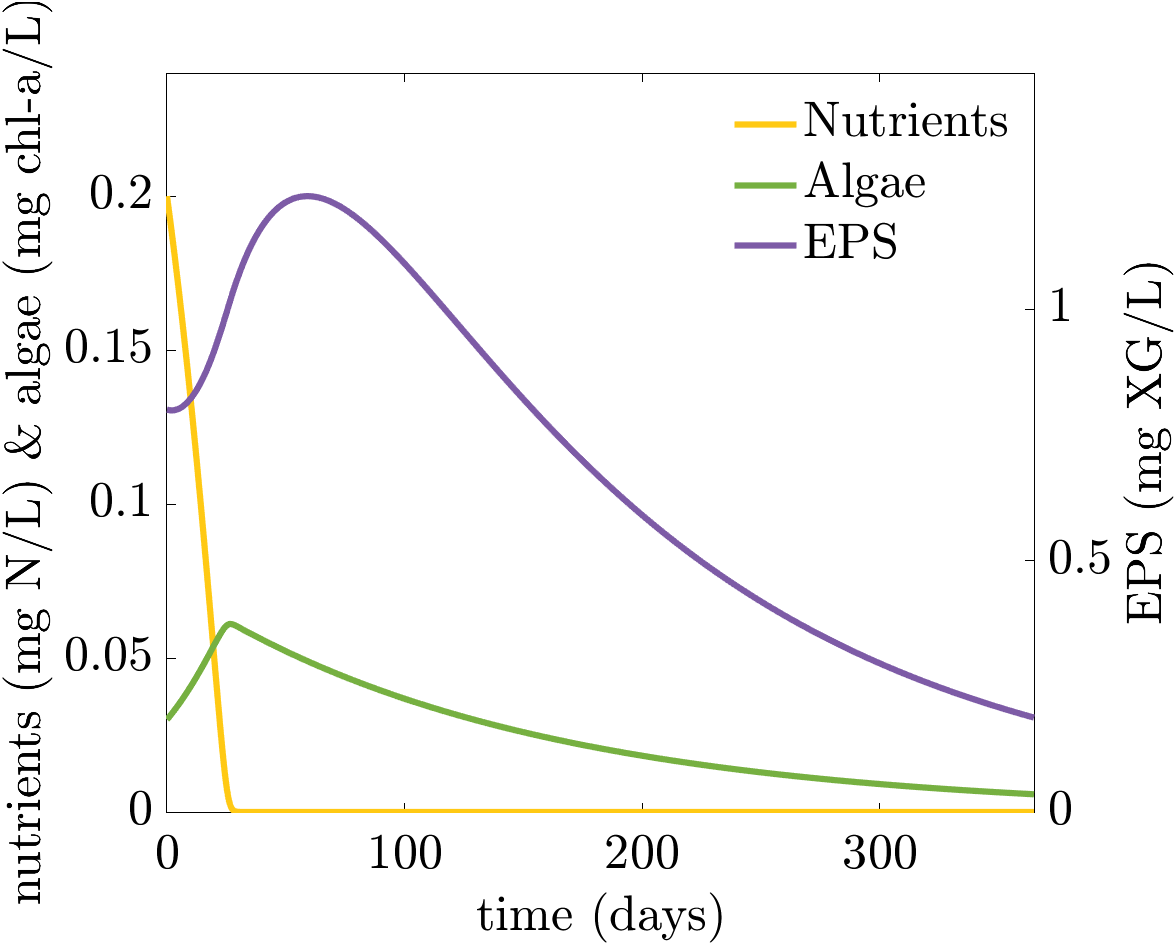 nutrients (mg N/L) & algae (mg chl-a/L)
0.2
0.15
0.1
0.05
0
Nutrients
Algae
EPS
1
0.5
0
EPS (mg XG/L)
0 100 200 300
time (days)